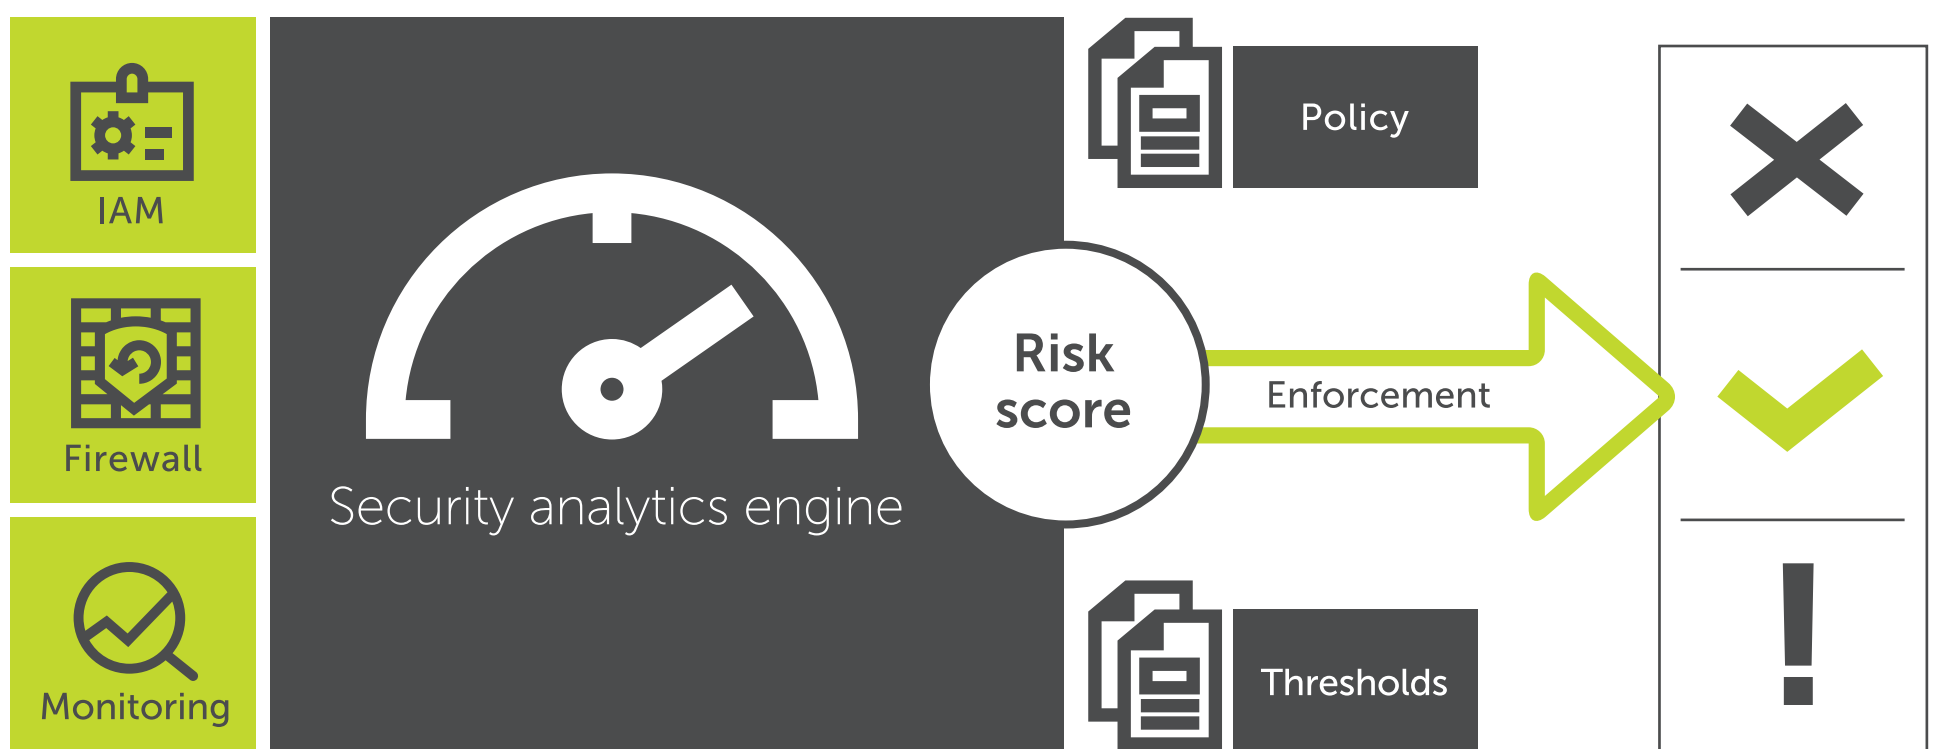 IAM
Firewall
Monitoring
Security analytics engine
Risk
score
Policy
Enforcement
Thresholds
!